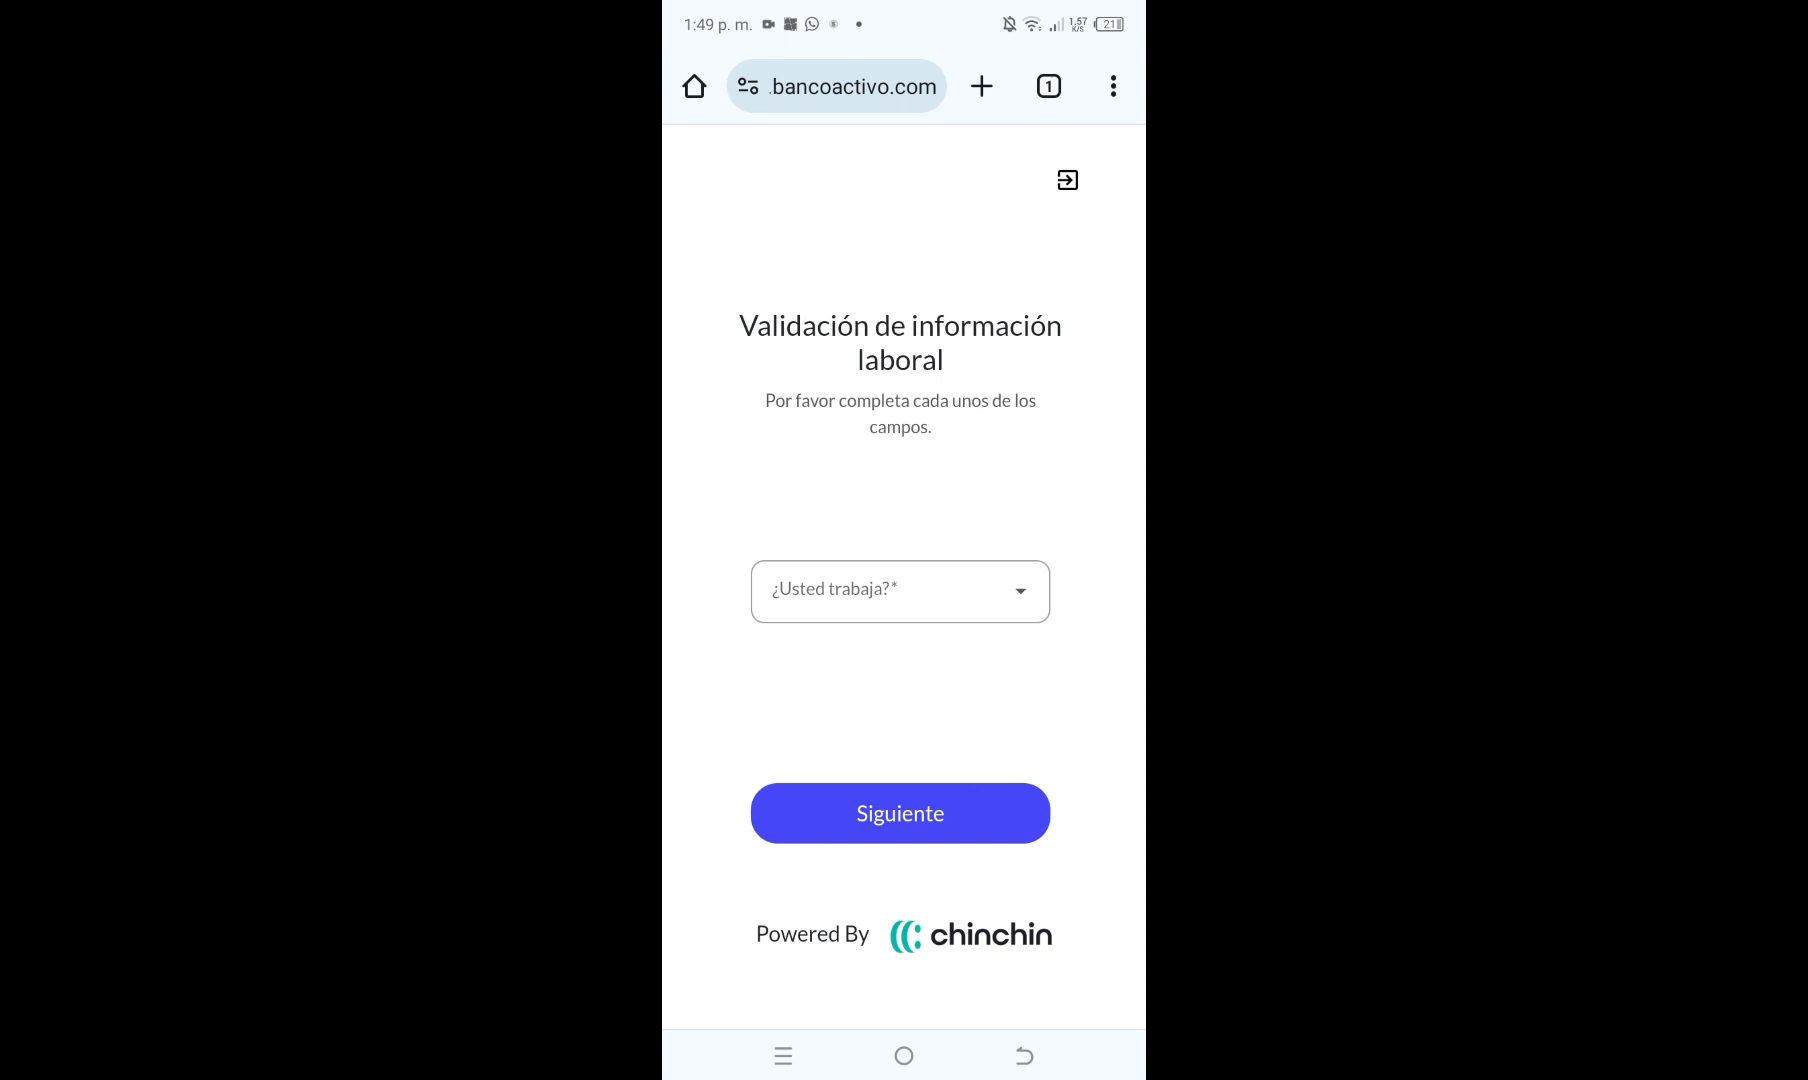 1:49 p. m.
1.57
K/S
21
.bancoactivo.com
1
Validación de información
laboral
Por favor completa cada unos de los
campos.
¿Usted trabaja?*
Siguiente
Powered By chinchin